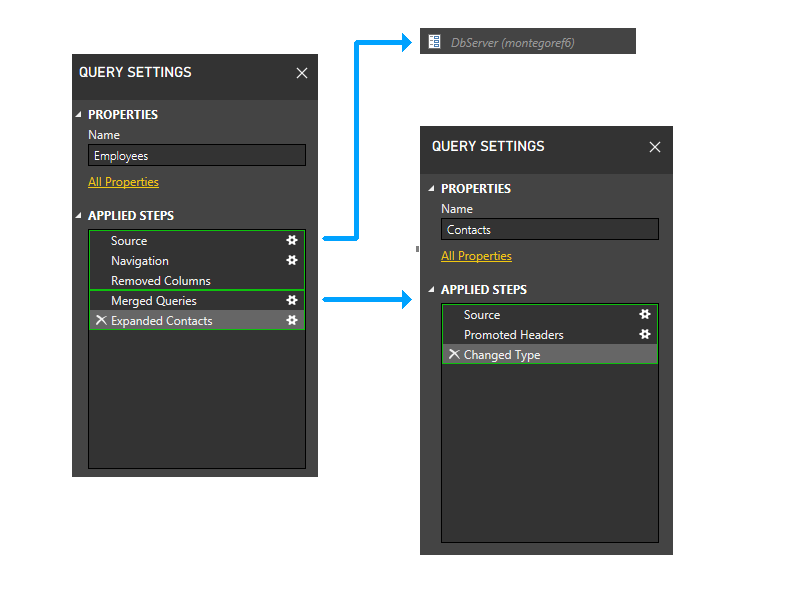 DbServer (montegoref6)
QUERY SETTINGS
PROPERTIES
Name
Employees
All Properties
APPLIED STEPS
Source
Navigation
Removed Columns
Merged Queries
Expanded Contacts
QUERY SETTINGS
PROPERTIES
Name
Contacts
All Properties
APPLIED STEPS
Source
Promoted Headers
Changed Type